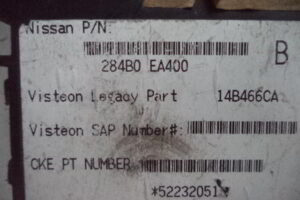 Nissan P/N:
284B0 EA400
B
Visteon Legacy Part 14B466CA
Visteon SAP Number#:
CKE PT NUMBER
*52232051*